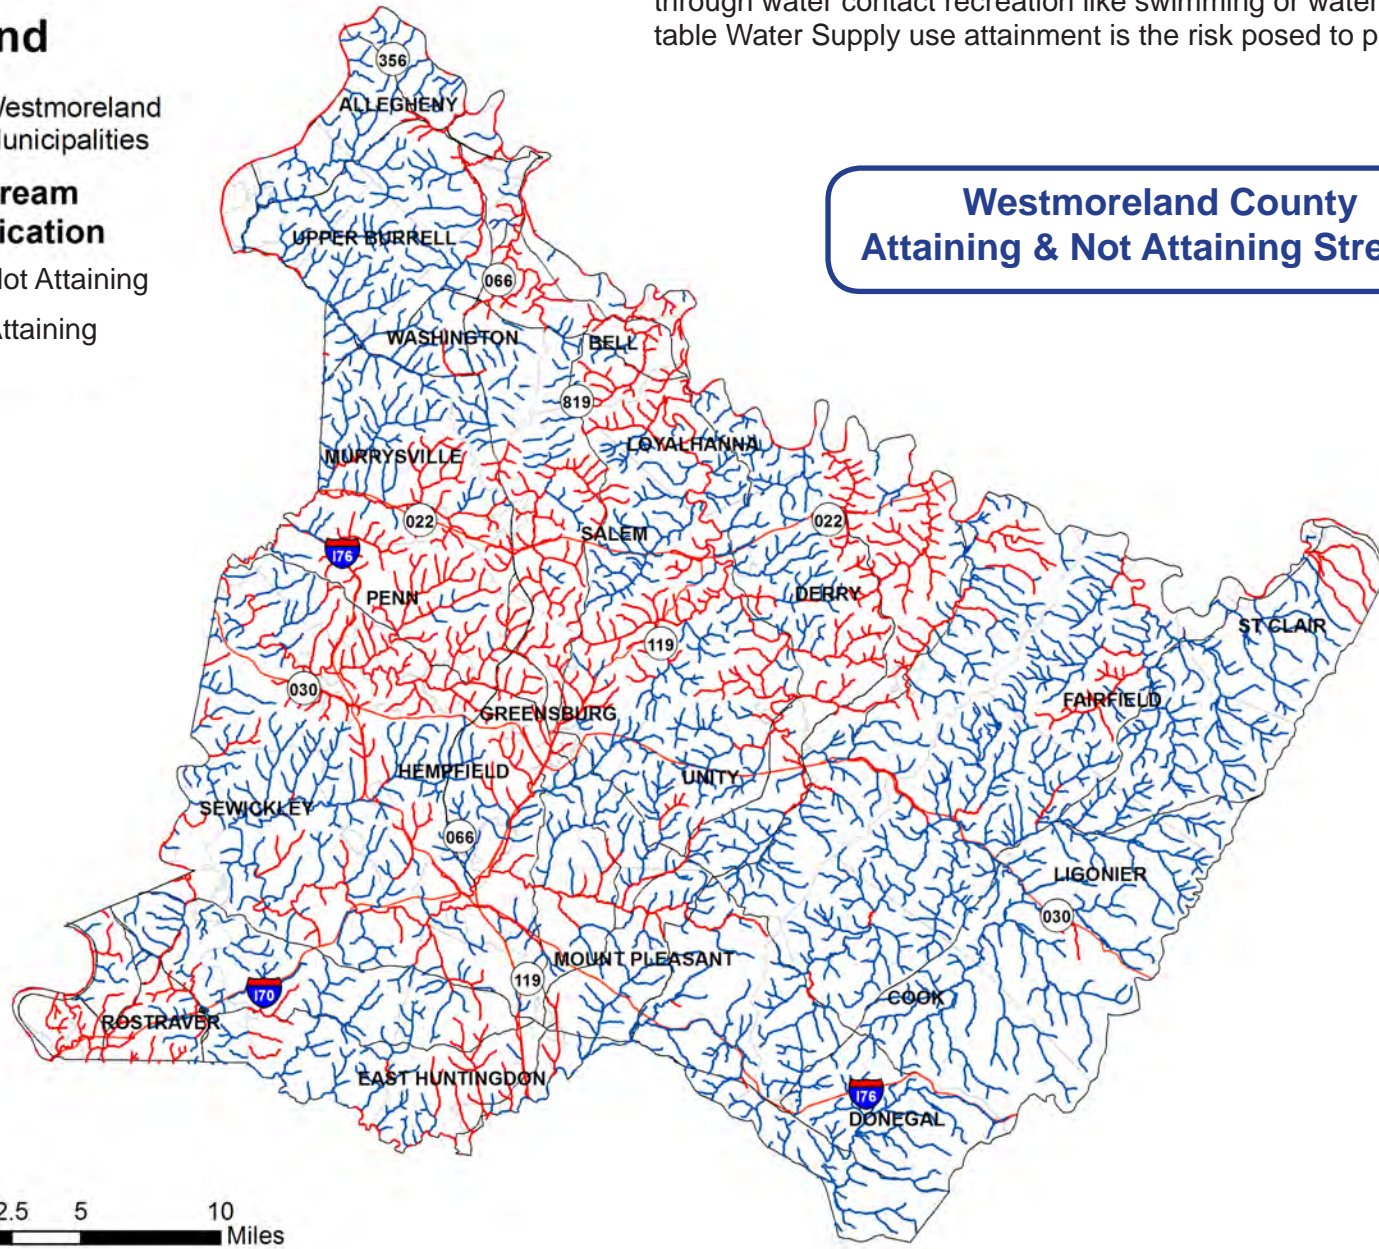 through water contact recreation like swimming or water
table Water Supply use attainment is the risk posed to p
nd
Westmoreland
Municipalities
ream
ication
Not Attaining
Attaining
Westmoreland County
Attaining & Not Attaining Stre
356
ALLEGHENY
UPPER BURRELL
066
WASHINGTON
BELL
819
LOYALHANNA
MURRYSVILLE
022
SALEM
022
I76
PENN
DERRY
ST CLAIR
119
030
FAIRFIELD
GREENSBURG
HEMPFIELD
UNITY
SEWICKLEY
066
LIGONIER
030
MOUNT PLEASANT
119
I70
COOK
ROSTRAVER
EAST HUNTINGDON
I76
DONEGAL
2.5 5 10
Miles